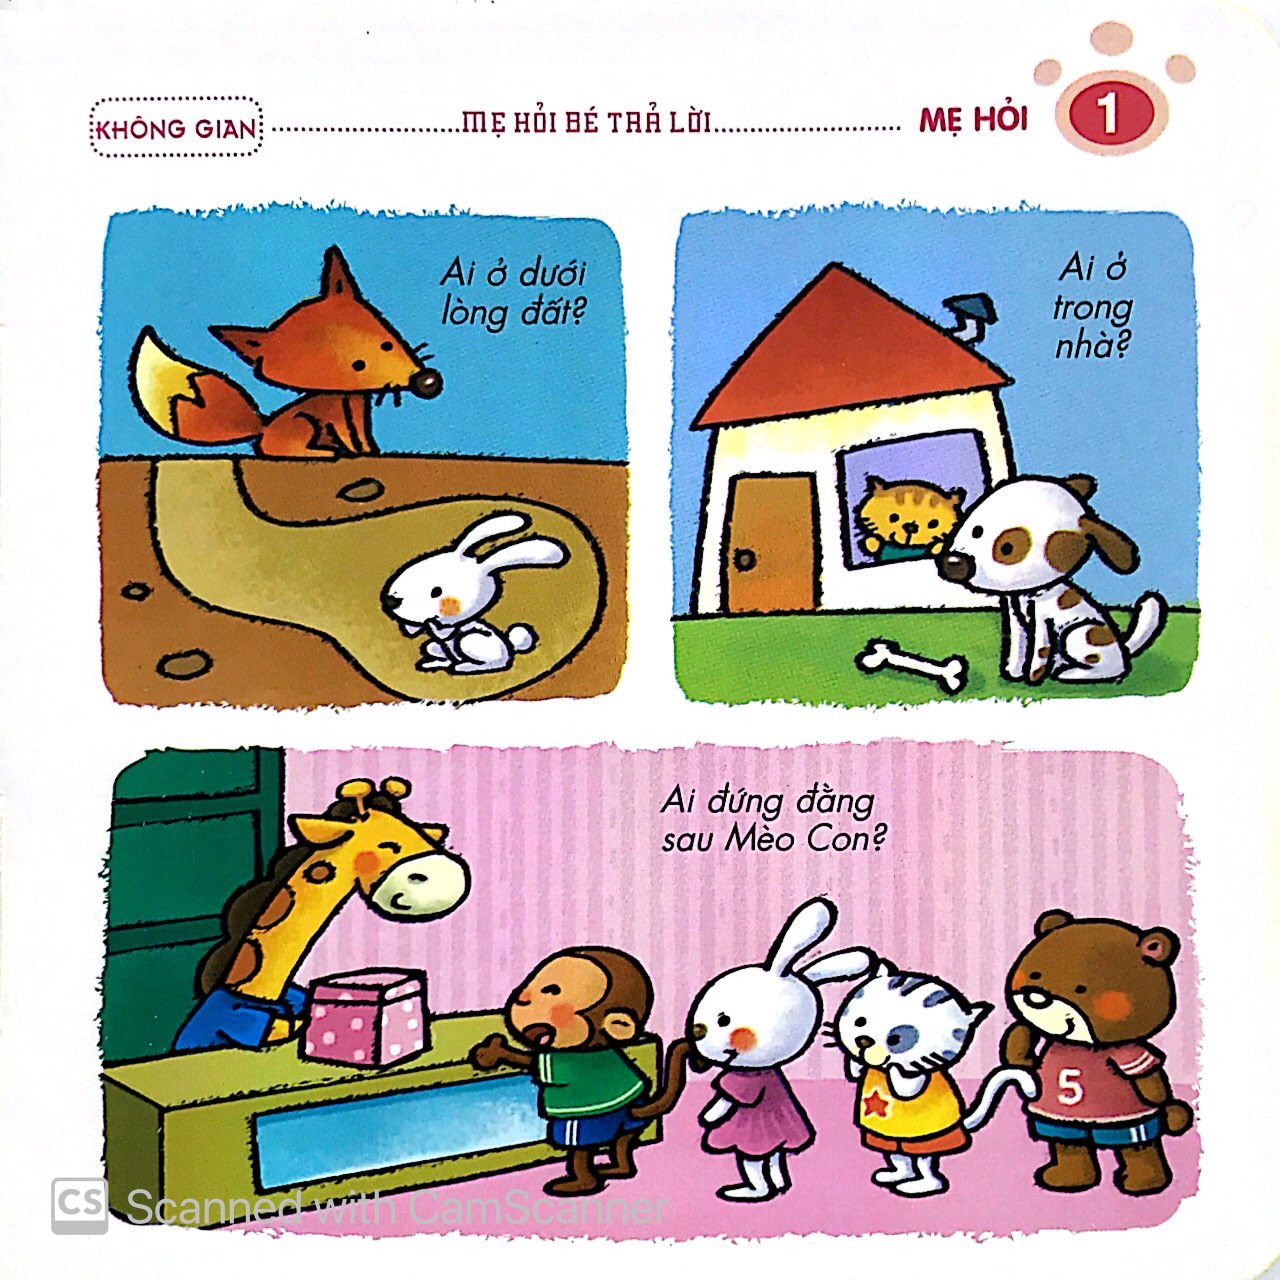 KHÔNG GIAN
MẸ HỎI BÉ TRẢ LỜI
MẸ HỎI
1
Ai ở dưới
lòng đất?
Ai ở
trong
nhà?
Ai đứng đằng
sau Mèo Con?
5
CS Scanned with CamScanner